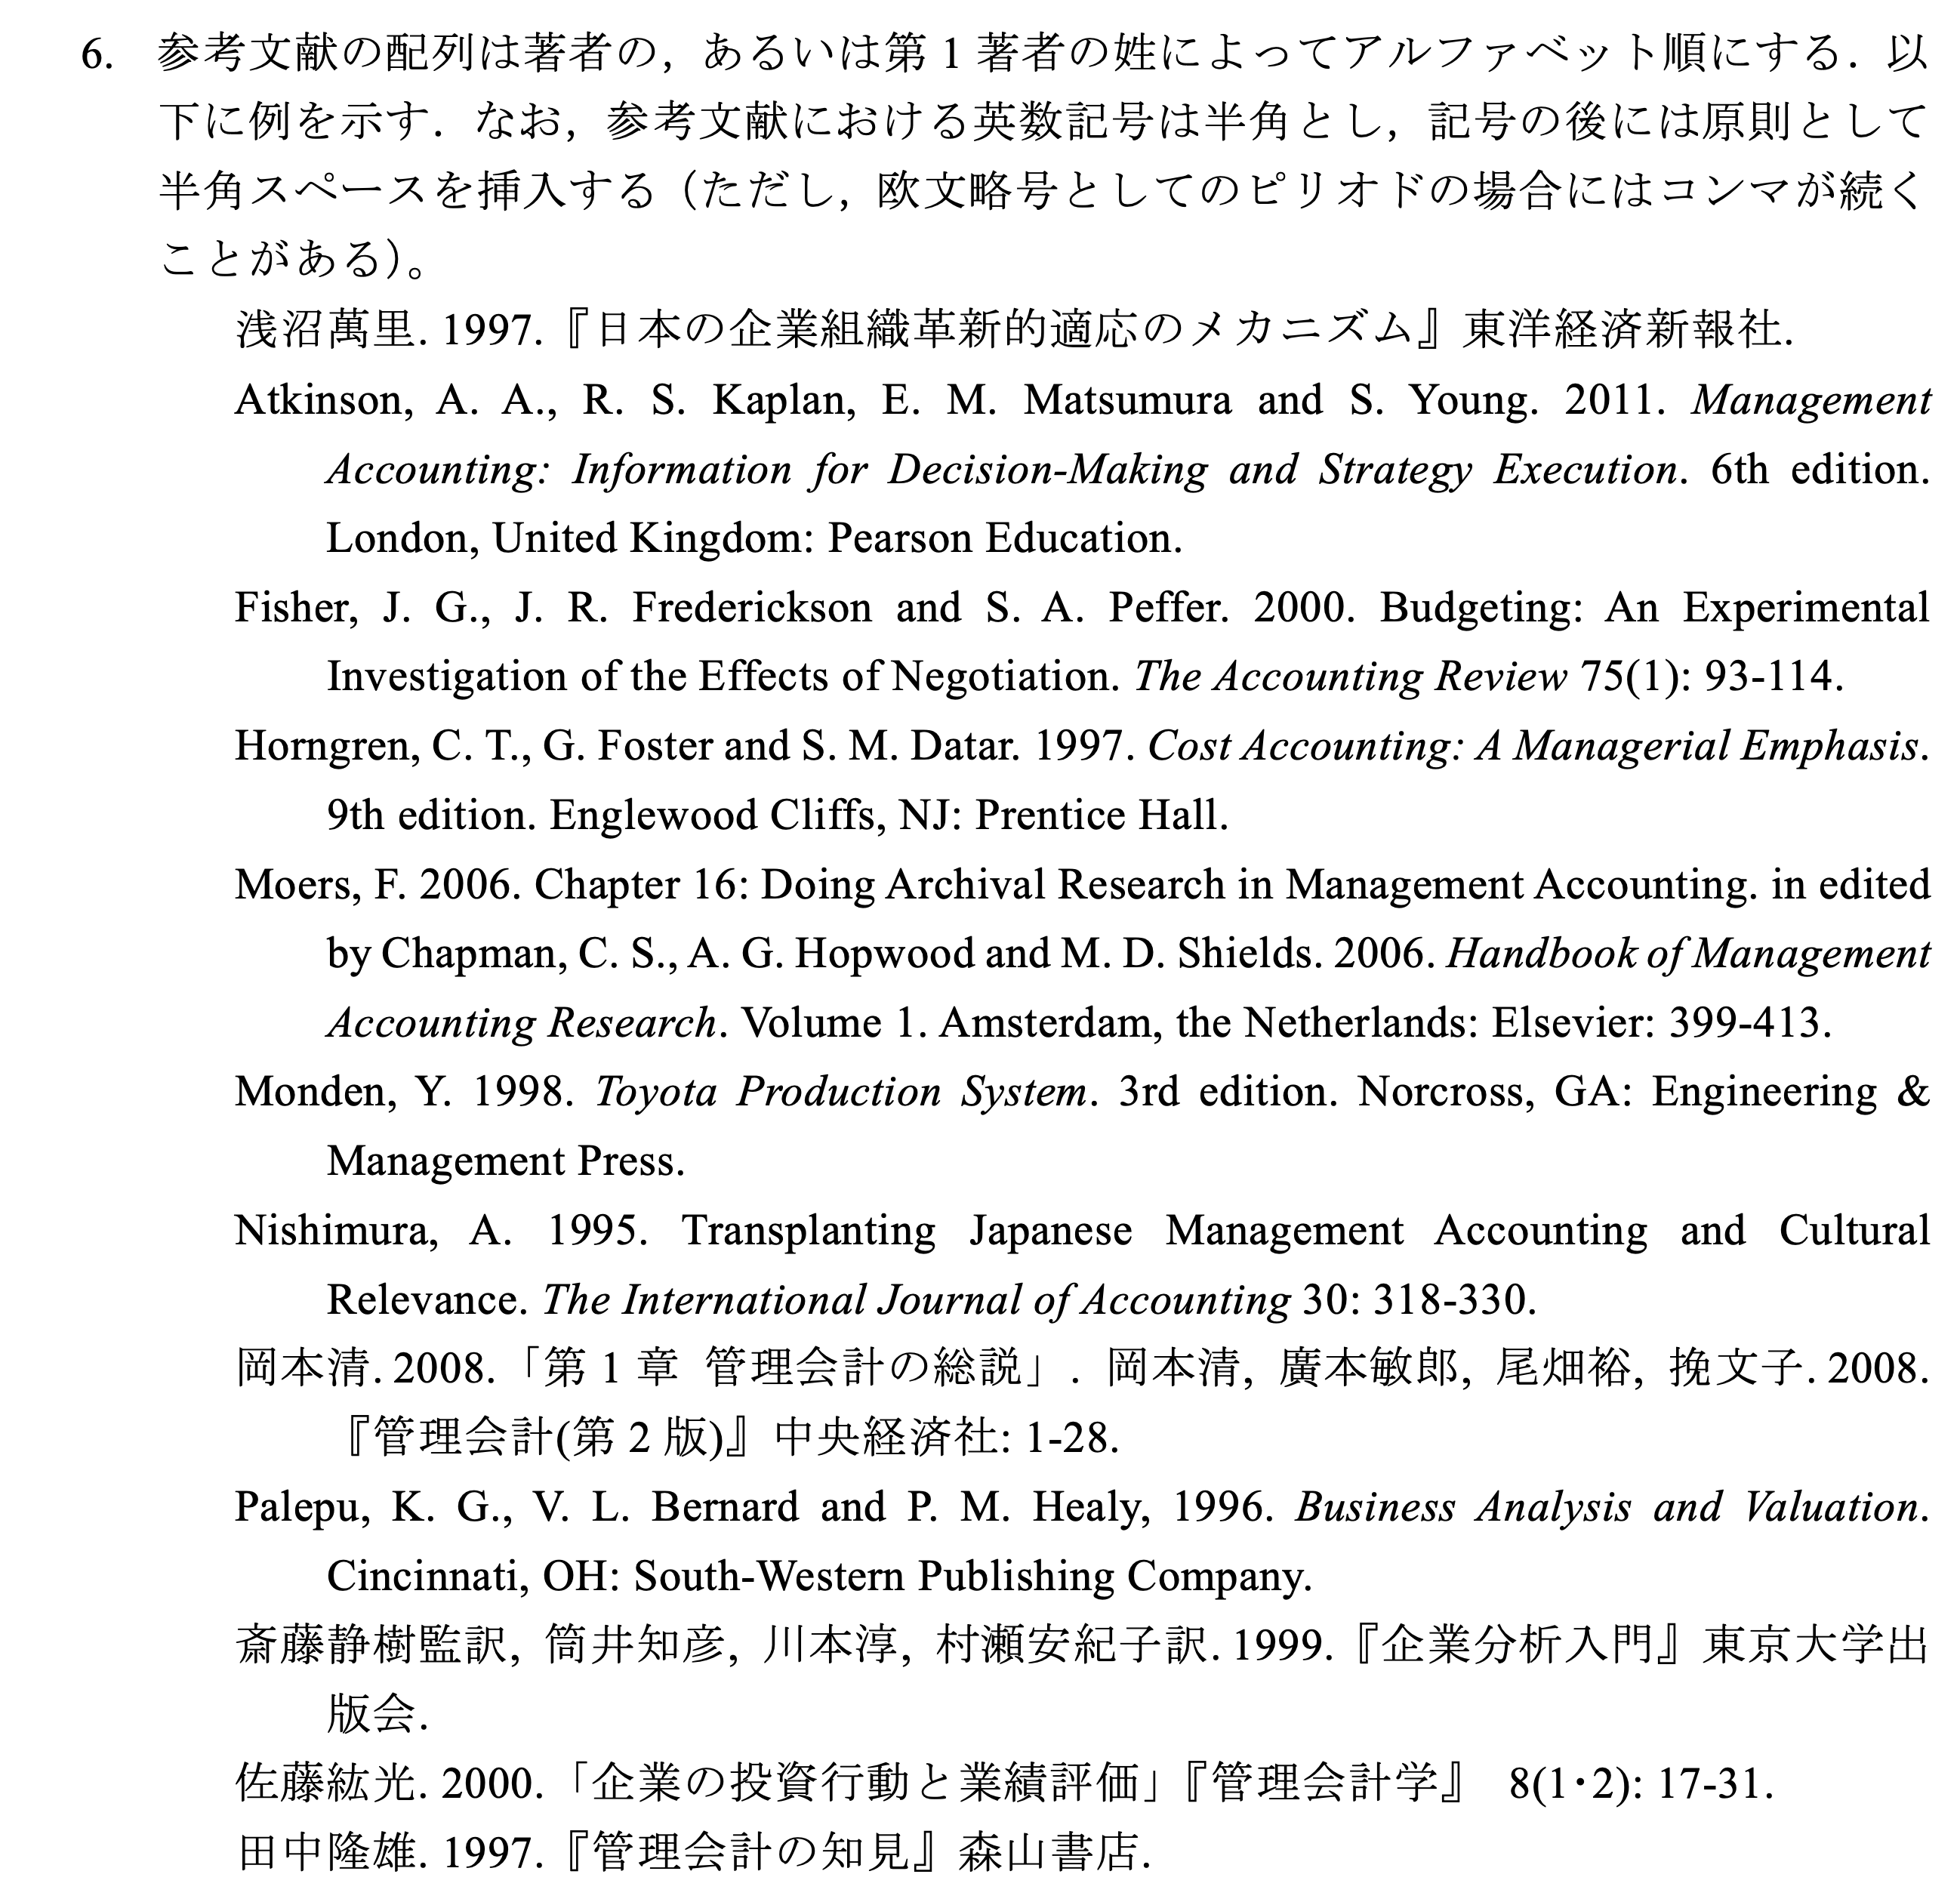 6. 参考文献の配列は著者の，あるいは第 1 著者の姓によってアルファベット順にする．以
下に例を示す．なお，参考文献における英数記号は半角とし，記号の後には原則として
半角スペースを挿入する（ただし，欧文略号としてのピリオドの場合にはコンマが続く
ことがある）。
浅沼萬里. 1997.『日本の企業組織革新的適応のメカニズム』東洋経済新報社.
Atkinson, A. A., R. S. Kaplan, E. M. Matsumura and S. Young. 2011. Management
Accounting: Information for Decision-Making and Strategy Execution. 6th edition.
London, United Kingdom: Pearson Education.
Fisher, J. G., J. R. Frederickson and S. A. Peffer. 2000. Budgeting: An Experimental
Investigation of the Effects of Negotiation. The Accounting Review 75(1): 93-114.
Horngren, C. T., G. Foster and S. M. Datar. 1997. Cost Accounting: A Managerial Emphasis.
9th edition. Englewood Cliffs, NJ: Prentice Hall.
Moers, F. 2006. Chapter 16: Doing Archival Research in Management Accounting. in edited
by Chapman, C. S., A. G. Hopwood and M. D. Shields. 2006. Handbook of Management
Accounting Research. Volume 1. Amsterdam, the Netherlands: Elsevier: 399-413.
Monden, Y. 1998. Toyota Production System. 3rd edition. Norcross, GA: Engineering &
Management Press.
Nishimura, A. 1995. Transplanting Japanese Management Accounting and Cultural
Relevance. The International Journal of Accounting 30: 318-330.
岡本清. 2008.「第 1 章 管理会計の総説」. 岡本清, 廣本敏郎, 尾畑裕, 挽文子. 2008.
『管理会計(第 2 版)』中央経済社: 1-28.
Palepu, K. G., V. L. Bernard and P. M. Healy, 1996. Business Analysis and Valuation.
Cincinnati, OH: South-Western Publishing Company.
斎藤静樹監訳, 筒井知彦, 川本淳, 村瀬安紀子訳. 1999.『企業分析入門』東京大学出
版会.
佐藤紘光. 2000.「企業の投資行動と業績評価」『管理会計学』 8(1･2): 17-31.
田中隆雄. 1997.『管理会計の知見』森山書店.